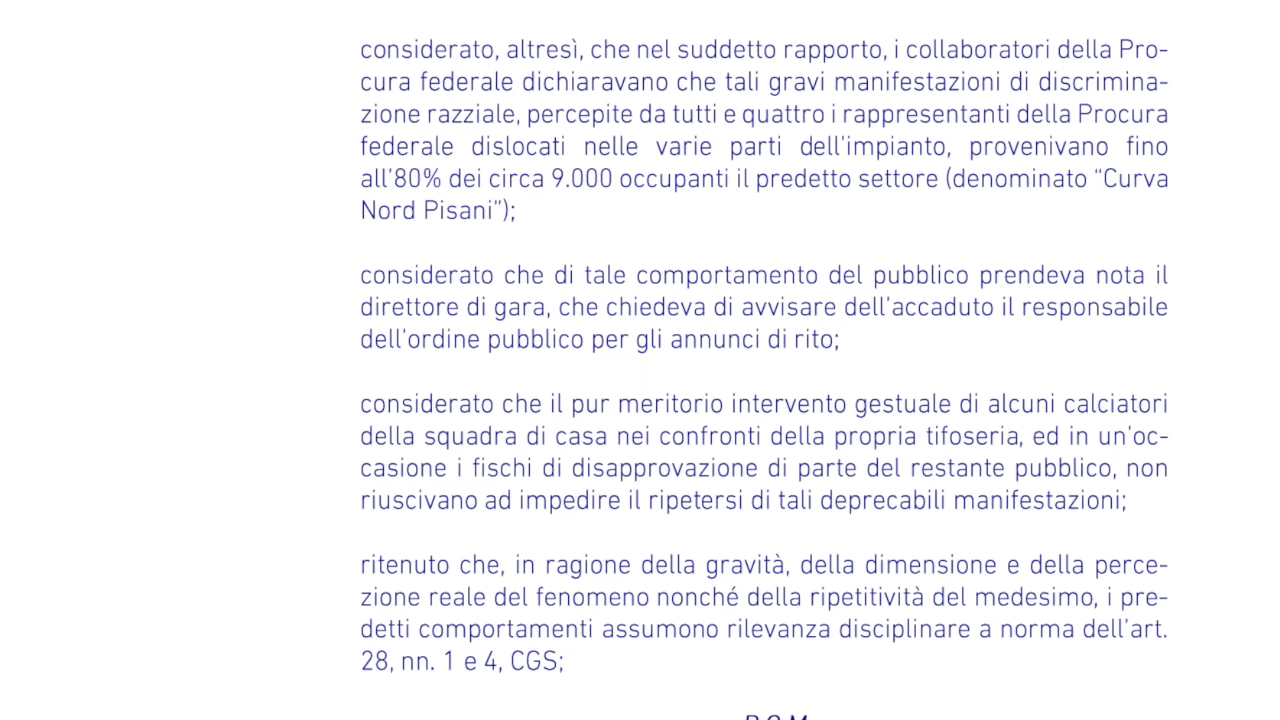 considerato, altresì, che nel suddetto rapporto, i collaboratori della Pro-
cura federale dichiaravano che tali gravi manifestazioni di discrimina-
zione razziale, percepite da tutti e quattro i rappresentanti della Procura
federale dislocati nelle varie parti dell'impianto, provenivano fino
all'80% dei circa 9.000 occupanti il predetto settore (denominato “Curva
Nord Pisani”);
considerato che di tale comportamento del pubblico prendeva nota il
direttore di gara, che chiedeva di avvisare dell'accaduto il responsabile
dell'ordine pubblico per gli annunci di rito;
considerato che il pur meritorio intervento gestuale di alcuni calciatori
della squadra di casa nei confronti della propria tifoseria, ed in un'oc-
casione i fischi di disapprovazione di parte del restante pubblico, non
riuscivano ad impedire il ripetersi di tali deprecabili manifestazioni;
ritenuto che, in ragione della gravità, della dimensione e della perce-
zione reale del fenomeno nonché della ripetitività del medesimo, i pre-
detti comportamenti assumono rilevanza disciplinare a norma dell'art.
28, nn. 1 e 4, CGS;